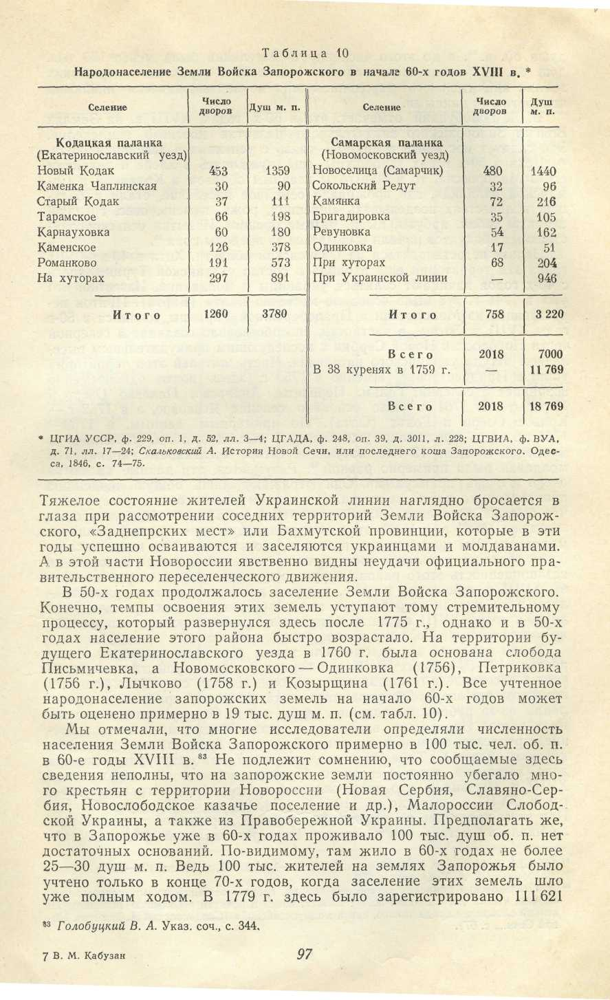 Таблица 10
Народонаселение Земли Войска Запорожского в начале 60-х годов XVIII в. *
Селение Число дворов Душ м. п. Селение Число дворов Душ м. п.
Кодацкая паланка Самарская паланка
(Екатеринославский уезд) (Новомосковский уезд)
Новый Кодак 453 1359 Новоселица (Самарчик) 480 1440
Каменка Чаплинская 30 90 Сокольский Редут 32 96
Старый Кодак 37 111 Камянка 72 216
Тарамское 66 198 Бригадировка 35 105
Карнауховка 60 180 Ревуновка 54 162
Каменское 126 378 Одинковка 17 51
Романково 191 573 При хуторах 68 204
На хуторах 297 891 При Украинской линии — 946
Итого 1260 3780 Итого 758 3 220
Всего 2018 7000
В 38 куренях в 1759 г. — 11 769
Всего 2018 18 769
* ЦГИА УССР, ф. 229, оп. 1, д. 52, лл. 3—4; ЦГАДА, ф. 248, оп. 39, д. 3011, л. 228; ЦГВИА, ф. ВУА,
д. 71, лл. 17—24; Скальковский А. История Новой Сечи, или последнего коша Запорожского. Одес-
са, 1846, с. 74—75.
Тяжелое состояние жителей Украинской линии наглядно бросается в
глаза при рассмотрении соседних территорий Земли Войска Запорож-
ского, «Заднепрских мест» или Бахмутской провинции, которые в эти
годы успешно осваиваются и заселяются украинцами и молдаванами.
А в этой части Новороссии явственно видны неудачи официального пра-
вительственного переселенческого движения.
В 50-х годах продолжалось заселение Земли Войска Запорожского.
Конечно, темпы освоения этих земель уступают тому стремительному
процессу, который развернулся здесь после 1775 г., однако и в 50-х
годах население этого района быстро возрастало. На территории бу-
дущего Екатеринославского уезда в 1760 г. была основана слобода
Письмичевка, а Новомосковского — Одинковка (1756), Петриковка
(1756 г.), Лычково (1758 г.) и Козырщина (1761 г.). Все учтенное
народонаселение запорожских земель на начало 60-х годов может
быть оценено примерно в 19 тыс. душ м. п. (см. табл. 10).
Мы отмечали, что многие исследователи определяли численность
населения Земли Войска Запорожского примерно в 100 тыс. чел. об. п.
в 60-е годы XVIII в. 83 Не подлежит сомнению, что сообщаемые здесь
сведения неполны, что на запорожские земли постоянно убегало мно-
го крестьян с территории Новороссии (Новая Сербия, Славяно-Сер-
бия, Новослободское казачье поселение и др.), Малороссии Слобод-
ской Украины, а также из Правобережной Украины. Предполагать же,
что в Запорожье уже в 60-х годах проживало 100 тыс. душ об. п. нет
достаточных оснований. По-видимому, там жило в 60-х годах не более
25—30 душ м. п. Ведь 100 тыс. жителей на землях Запорожья было
учтено только в конце 70-х годов, когда заселение этих земель шло
уже полным ходом. В 1779 г. здесь было зарегистрировано 111 621
83 Голобуцкий В. А. Указ. соч., с. 344.
7 В. М. Кабузан 97